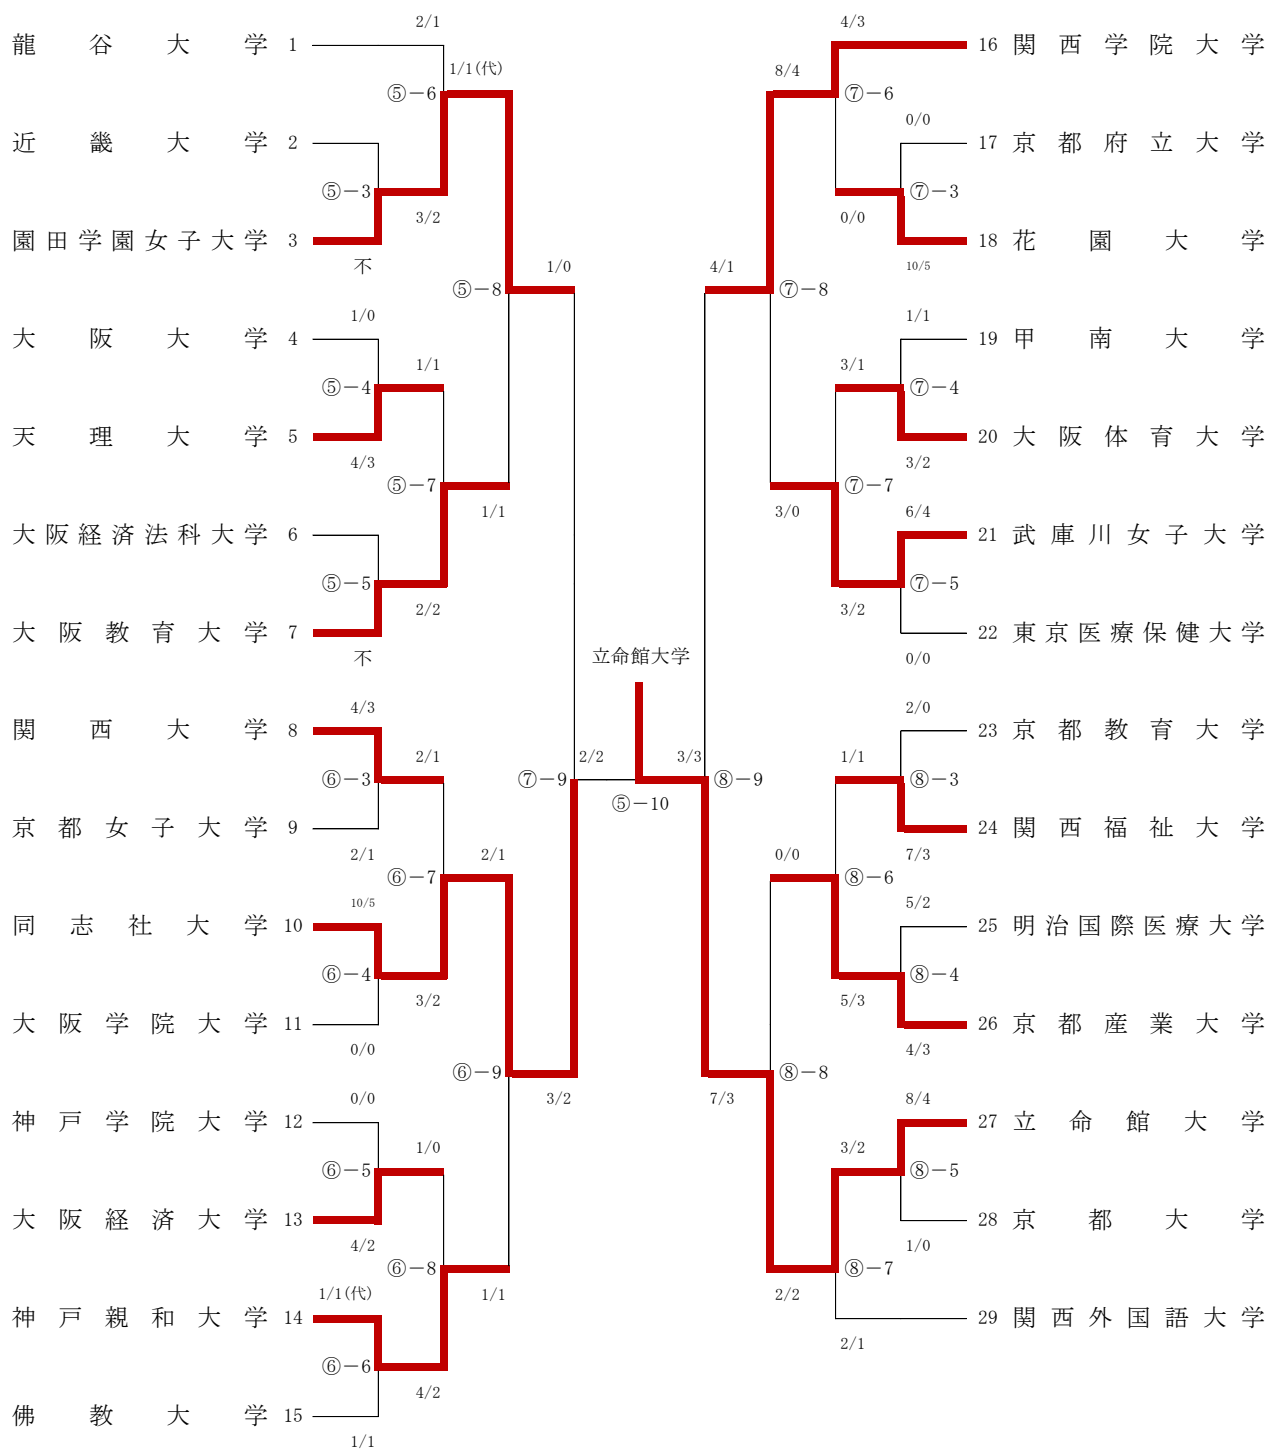 2/1
龍谷大学 1
1/1(代)
⑤−6
近畿大学 2
⑤−3
3/2
園田学園女子大学 3
不
1/0
⑤−8
1/0
大阪大学 4
1/1
⑤−4
天理大学 5
4/3
⑤−7
1/1
大阪経済法科大学 6
⑤−5
2/2
大阪教育大学 7
不
4/3
関西大学 8
2/1
⑥−3
京都女子大学 9
2/1
⑥−7
2/1
10/5
同志社大学 10
⑥−4
3/2
大阪学院大学 11
0/0
⑥−9
3/2
0/0
神戸学院大学 12
1/0
⑥−5
大阪経済大学 13
4/2
⑥−8
1/1
1/1(代)
神戸親和大学 14
⑥−6
4/2
佛教大学 15
1/1
立命館大学
⑦−9
2/2
3/3
⑧−9
⑤−10
4/3
16 関西学院大学
8/4
⑦−6
0/0
17 京都府立大学
⑦−3
0/0
18 花園大学
10/5
4/1
⑦−8
1/1
19 甲南大学
3/1
⑦−4
20 大阪体育大学
3/2
⑦−7
3/0
6/4
21 武庫川女子大学
⑦−5
3/2
22 東京医療保健大学
0/0
2/0
23 京都教育大学
1/1
⑧−3
24 関西福祉大学
7/3
0/0
⑧−6
5/2
25 明治国際医療大学
⑧−4
5/3
26 京都産業大学
4/3
⑧−8
7/3
8/4
27 立命館大学
3/2
⑧−5
28 京都大学
1/0
⑧−7
2/2
29 関西外国語大学
2/1